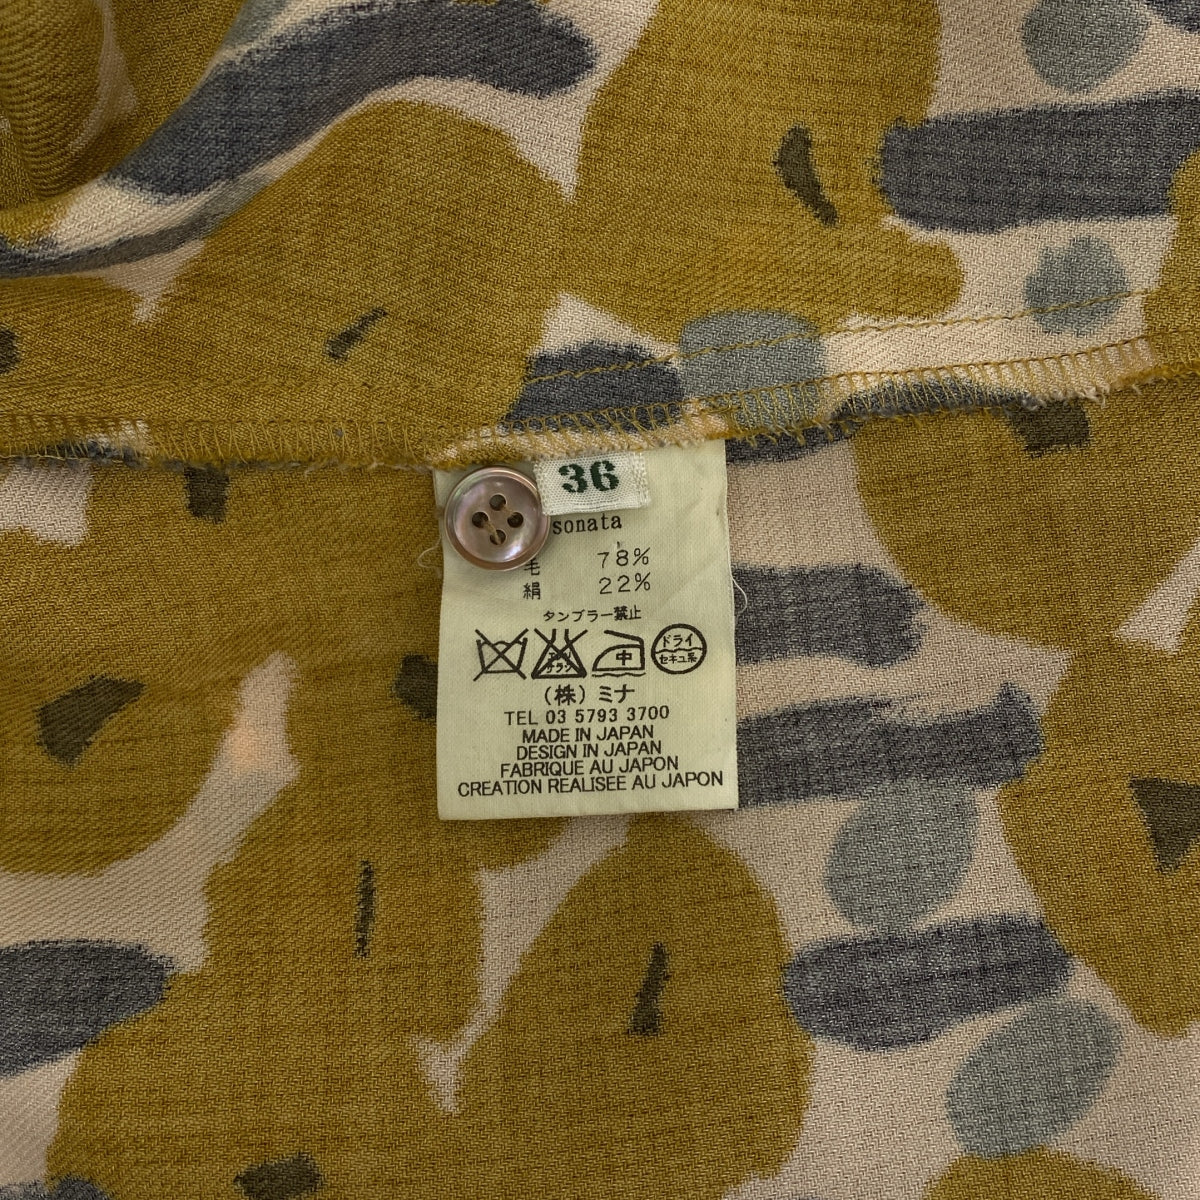 36
sonata
毛 78%
絹 22%
タンブラー禁止
中
ドライ
セキユ系
(株)ミナ
TEL 03 5793 3700
MADE IN JAPAN
DESIGN IN JAPAN
FABRIQUE AU JAPON
CREATION REALISEE AU JAPON